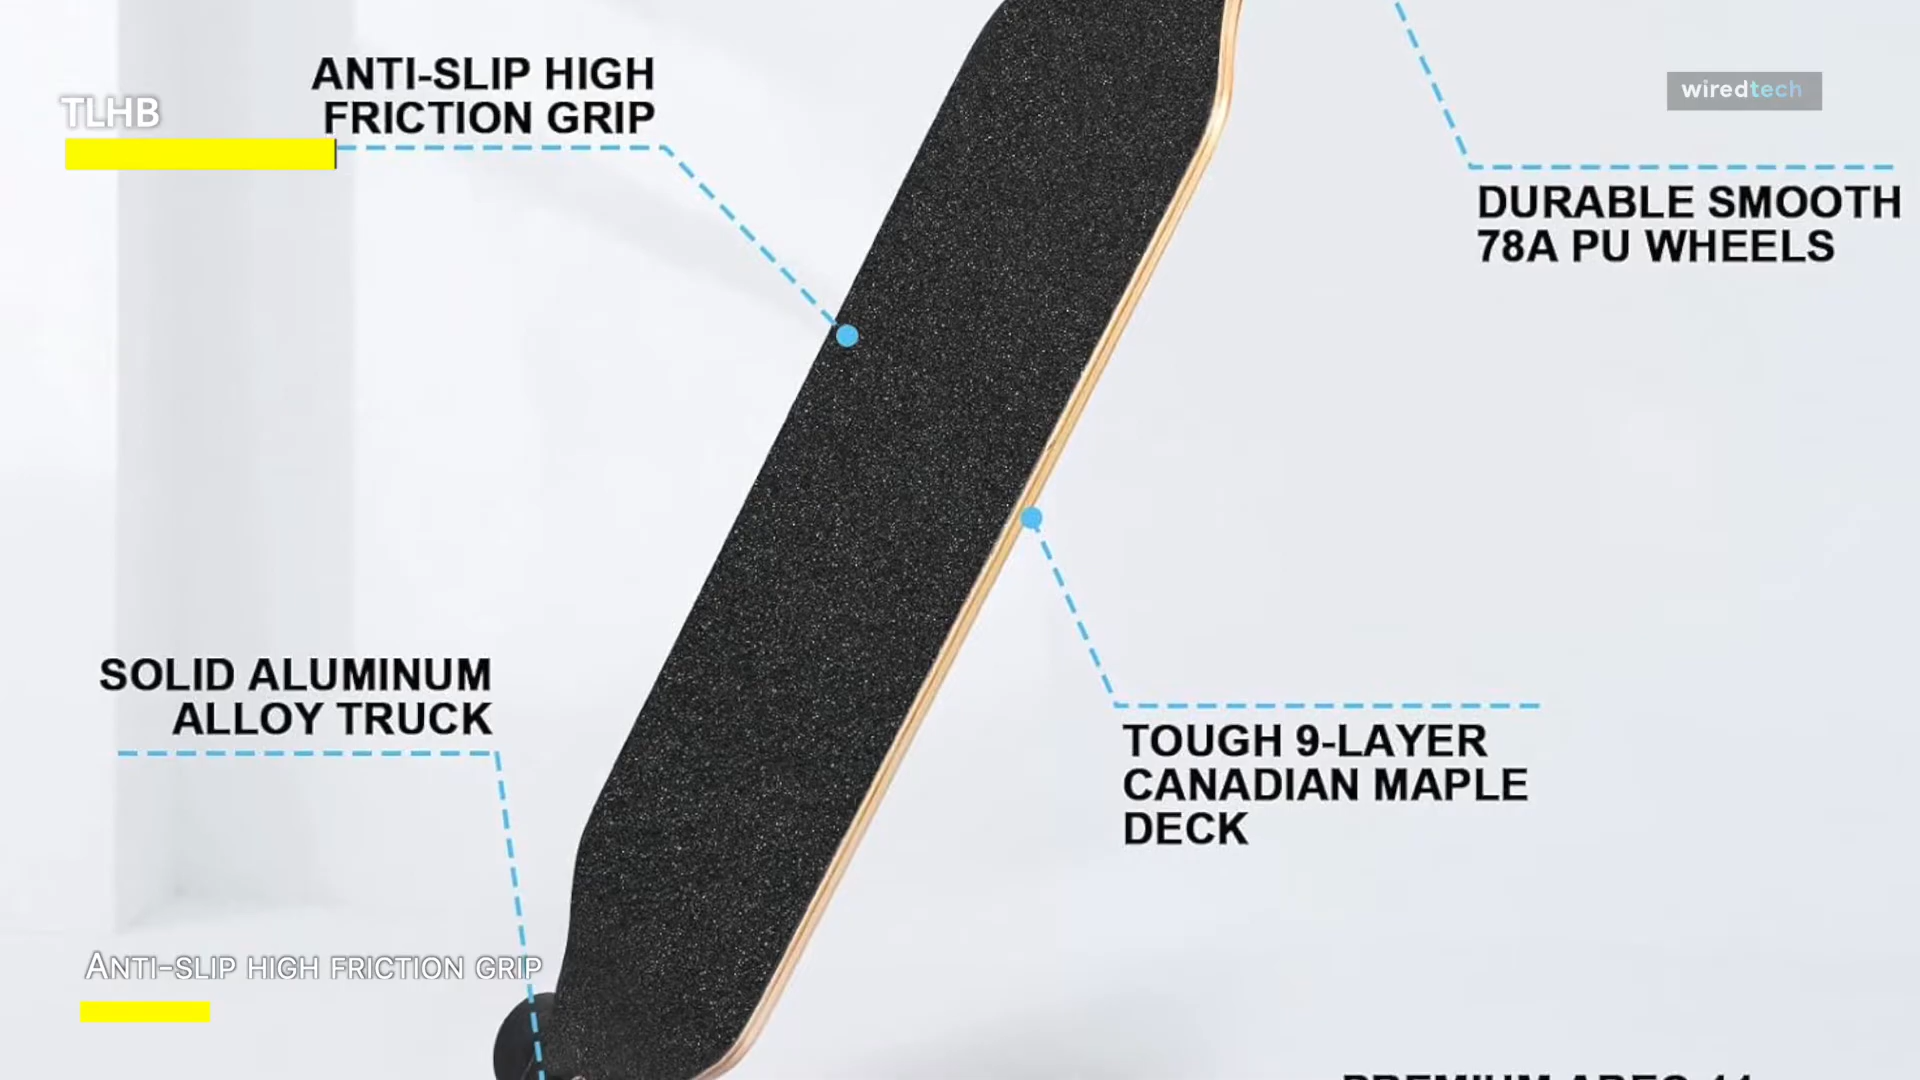 TLHB
ANTI-SLIP HIGH
FRICTION GRIP
wiredtech
DURABLE SMOOTH
78A PU WHEELS
SOLID ALUMINUM
ALLOY TRUCK
TOUGH 9-LAYER
CANADIAN MAPLE
DECK
ANTI-SLIP HIGH FRICTION GRIP